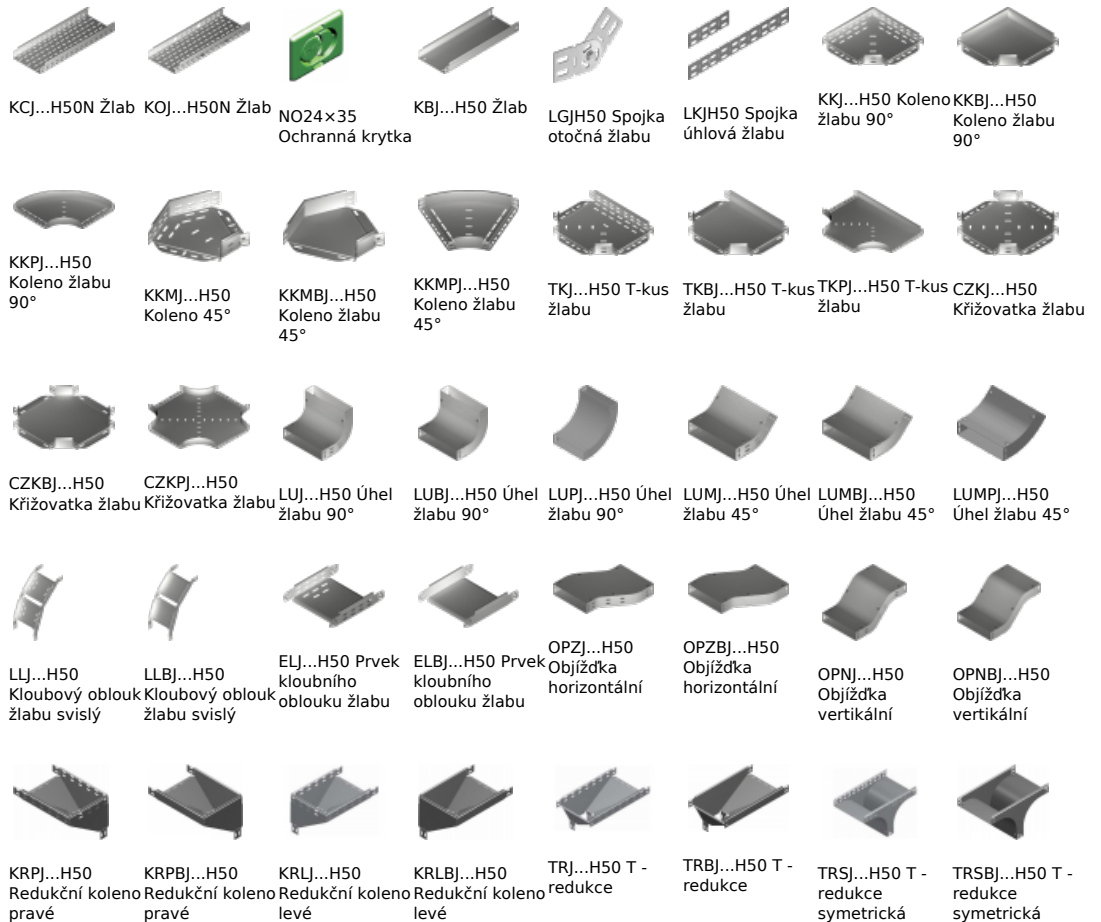 KCJ...H50N Žlab
KOJ...H50N Žlab
NO24×35
Ochranná krytka
KBJ...H50 Žlab
LGJH50 Spojka
otočná žlabu
LKJH50 Spojka
úhlová žlabu
KKJ...H50 Koleno
žlabu 90°
KKBJ...H50
Koleno žlabu
90°
KKPJ...H50
Koleno žlabu
90°
KKMJ...H50
Koleno 45°
KKMBJ...H50
Koleno žlabu
45°
KKMPJ...H50
Koleno žlabu
45°
TKJ...H50 T-kus
žlabu
TKBJ...H50 T-kus
žlabu
TKPJ...H50 T-kus
žlabu
CZKJ...H50
Křižovatka žlabu
CZKBJ...H50
Křižovatka žlabu
CZKPJ...H50
Křižovatka žlabu
LUJ...H50 Úhel
žlabu 90°
LUBJ...H50 Úhel
žlabu 90°
LUPJ...H50 Úhel
žlabu 90°
LUMJ...H50 Úhel
žlabu 45°
LUMBJ...H50
Úhel žlabu 45°
LUMPJ...H50
Úhel žlabu 45°
LLJ...H50
Kloubový oblouk
žlabu svislý
LLBJ...H50
Kloubový oblouk
žlabu svislý
ELJ...H50 Prvek
kloubního
oblouku žlabu
ELBJ...H50 Prvek
kloubního
oblouku žlabu
OPZJ...H50
Objížďka
horizontální
OPZBJ...H50
Objížďka
horizontální
OPNJ...H50
Objížďka
vertikální
OPNBJ...H50
Objížďka
vertikální
KRPJ...H50
Redukční koleno
pravé
KRPBJ...H50
Redukční koleno
pravé
KRLJ...H50
Redukční koleno
levé
KRLBJ...H50
Redukční koleno
levé
TRJ...H50 T -
redukce
TRBJ...H50 T -
redukce
TRSJ...H50 T -
redukce
symetrická
TRSBJ...H50 T -
redukce
symetrická